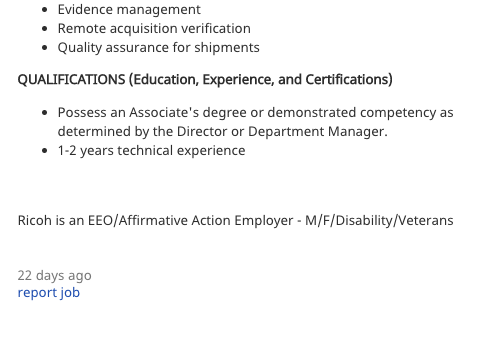 • Evidence management
• Remote acquisition verification
• Quality assurance for shipments
QUALIFICATIONS (Education, Experience, and Certifications)
• Possess an Associate's degree or demonstrated competency as
determined by the Director or Department Manager.
• 1-2 years technical experience
Ricoh is an EEO/Affirmative Action Employer - M/F/Disability/Veterans
22 days ago
report job